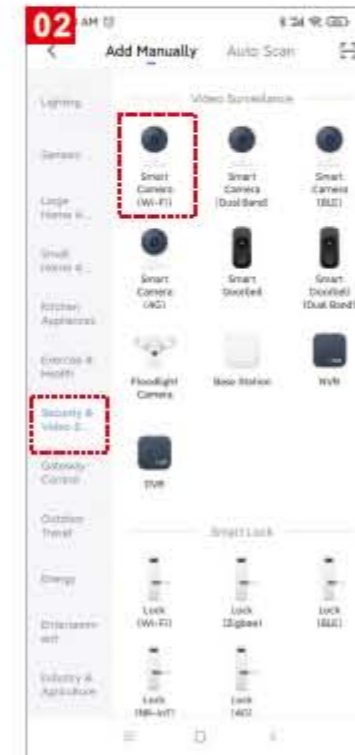 02
AM
Add Manually
Auto Scan
Lighting
Sensors
Large
Home A...
Small
Home A...
Kitchen
Appliances
Exercise &
Health
Security &
Video S...
Gateway
Control
Outdoor
Travel
Energy
Entertainm
ent
Industry &
Agriculture
Video Surveillance
Smart
Camera
(Wi-Fi)
Smart
Camera
(Dual Band)
Smart
Camera
(BLE)
Smart
Camera
(4G)
Smart
Doorbell
Smart
Doorbell
(Dual Band)
Floodlight
Camera
Base Station
NVR
DVR
Smart Lock
Lock
(Wi-Fi)
Lock
(Zigbee)
Lock
(BLE)
Lock
(NB-IoT)
Lock
(4G)